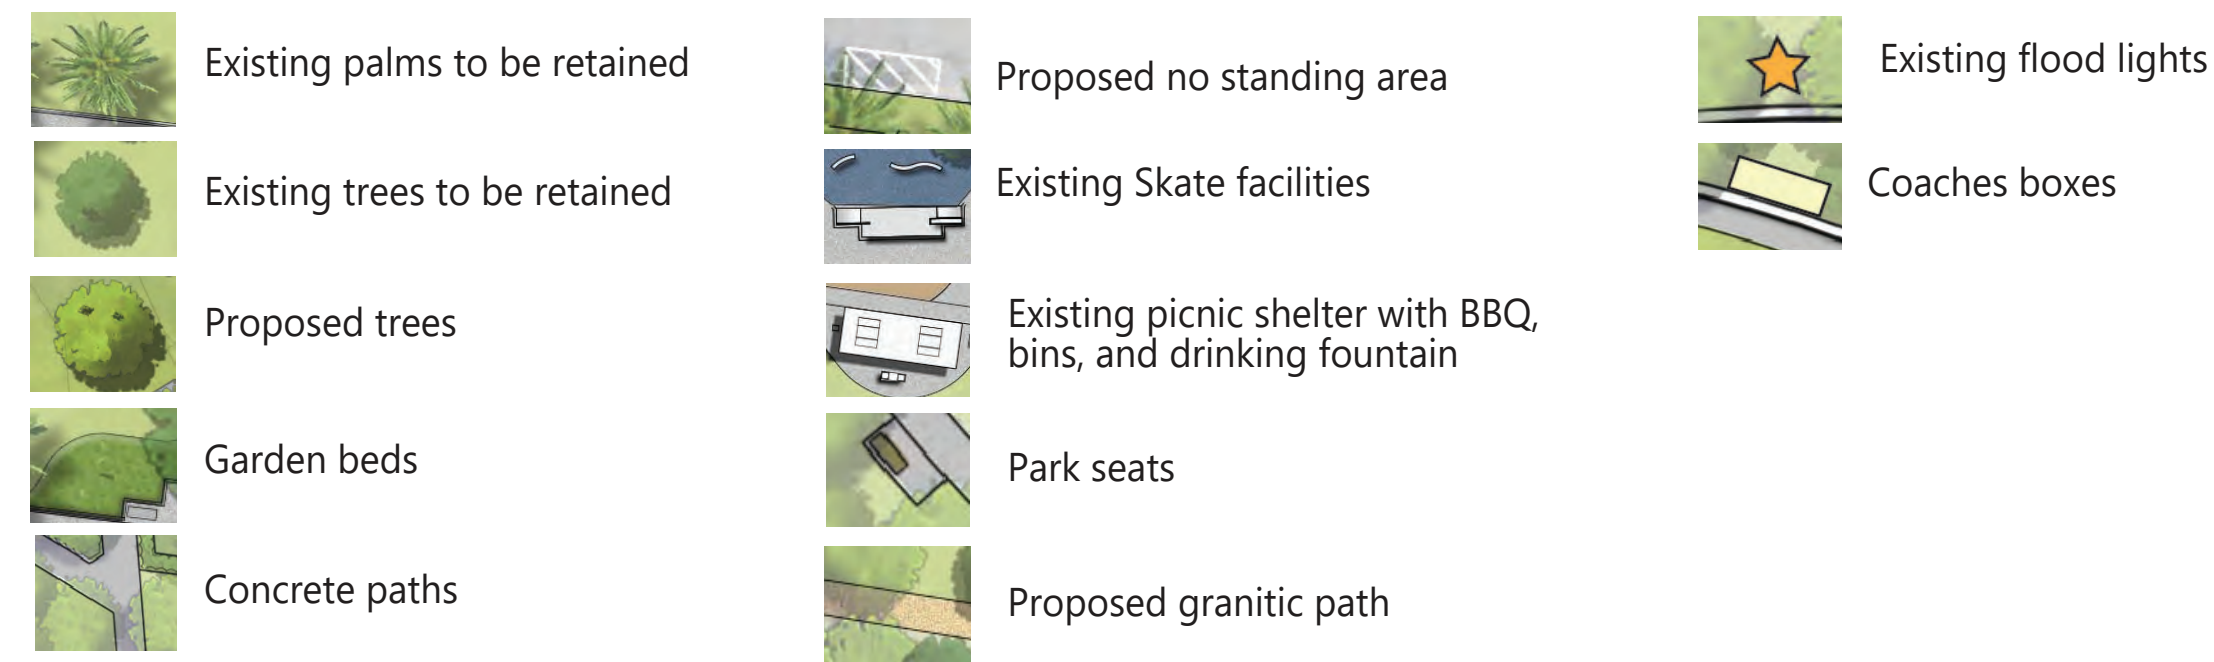 Existing palms to be retained
Existing trees to be retained
Proposed trees
Garden beds
Concrete paths
Proposed no standing area
Existing Skate facilities
Existing picnic shelter with BBQ,
bins, and drinking fountain
Park seats
Proposed granitic path
Existing flood lights
Coaches boxes